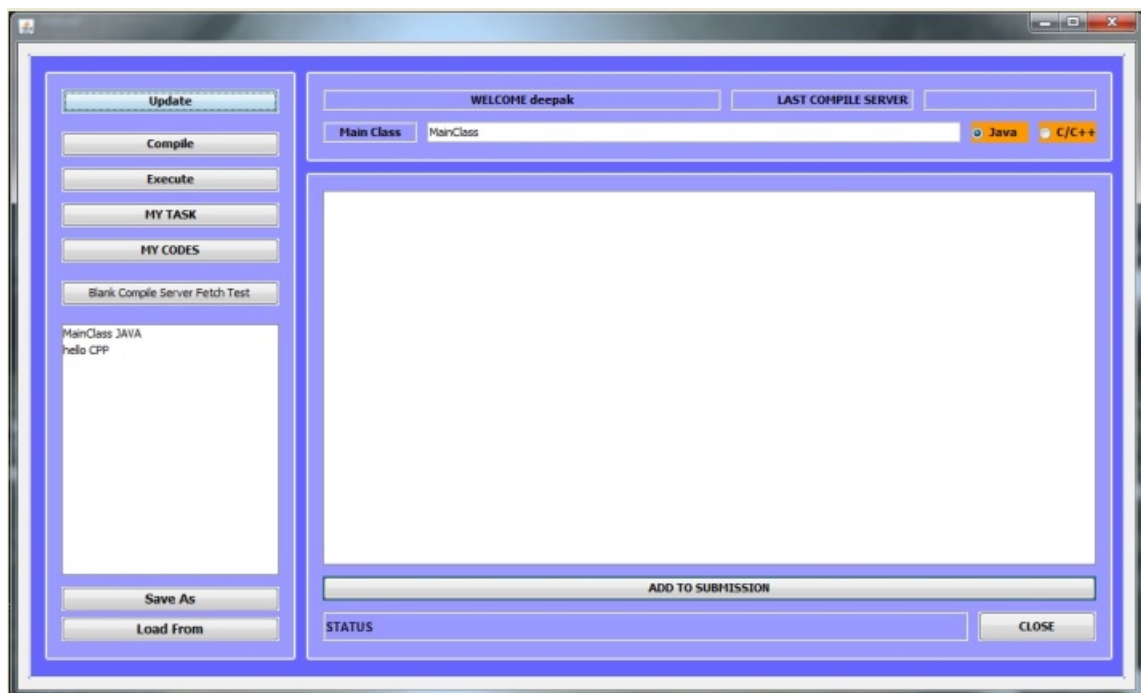 Update
Compile
Execute
MY TASK
MY CODES
Blank Compile Server Fetch Test
MainClass JAVA
hello CPP
Save As
Load From
WELCOME deepak
LAST COMPILE SERVER
Main Class
MainClass
Java
C/C++
ADD TO SUBMISSION
STATUS
CLOSE